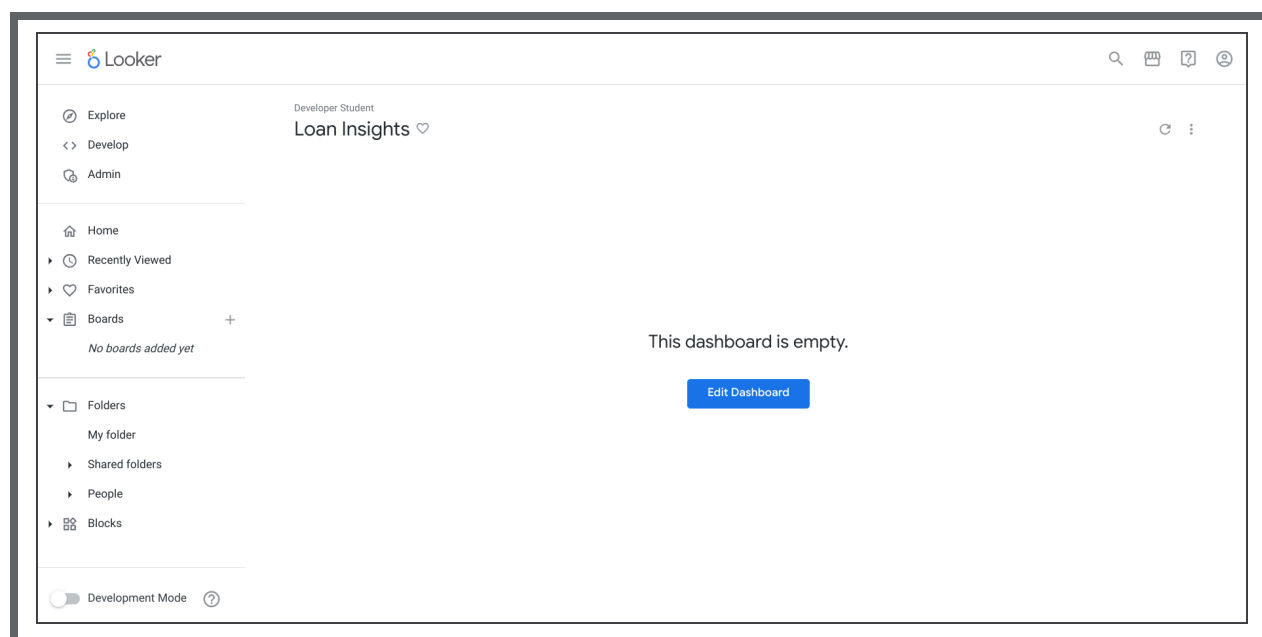 Looker
Explore
Develop
Admin
Home
Recently Viewed
Favorites
Boards
No boards added yet
Folders
My folder
Shared folders
People
Blocks
Development Mode
Developer Student
Loan Insights
This dashboard is empty.
Edit Dashboard